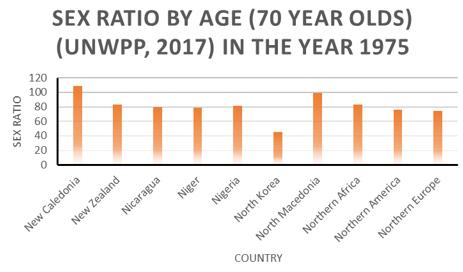 SEX RATIO BY AGE (70 YEAR OLDS)
(UNWPP, 2017) IN THE YEAR 1975
SEX RATIO
120
100
80
60
40
20
0
New Caledonia
New Zealand
Nicaragua
Niger
Nigeria
North Korea
North Macedonia
Northern Africa
Northern America
Northern Europe
COUNTRY